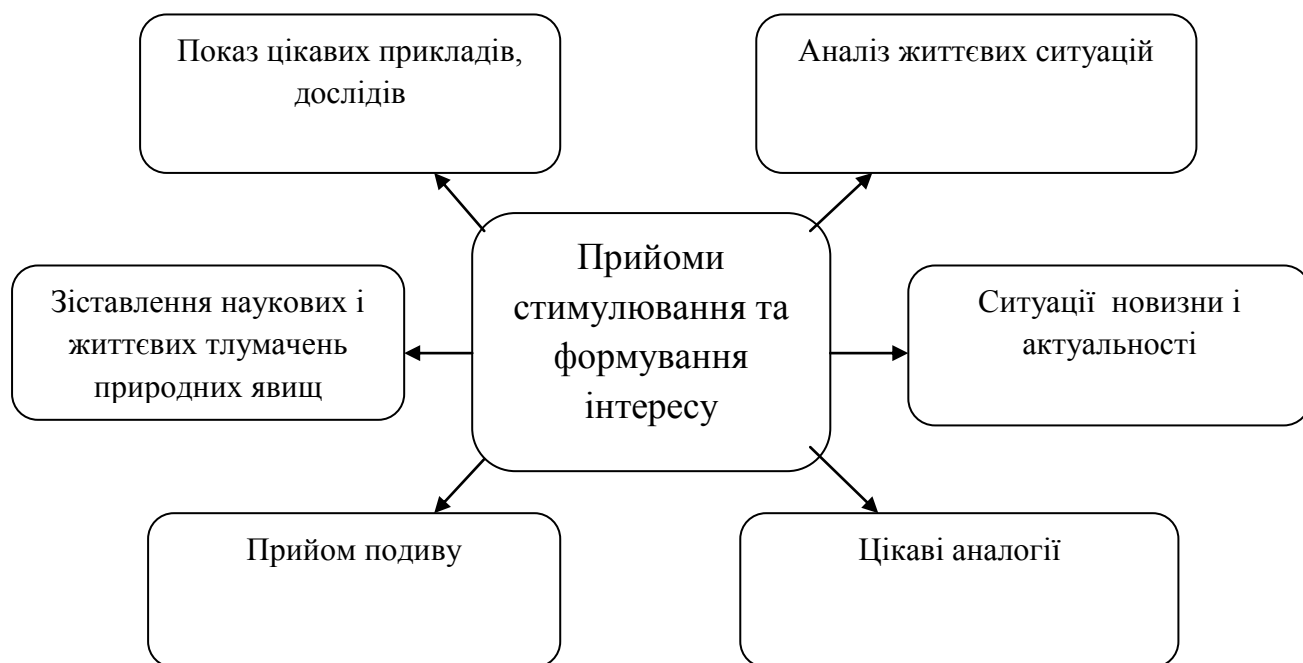 Показ цікавих прикладів,
дослідів
Аналіз життєвих ситуацій
Прийоми
стимулювання та
формування
інтересу
Зіставлення наукових і
життєвих тлумачень
природних явищ
Ситуації новизни і
актуальності
Прийом подиву
Цікаві аналогії